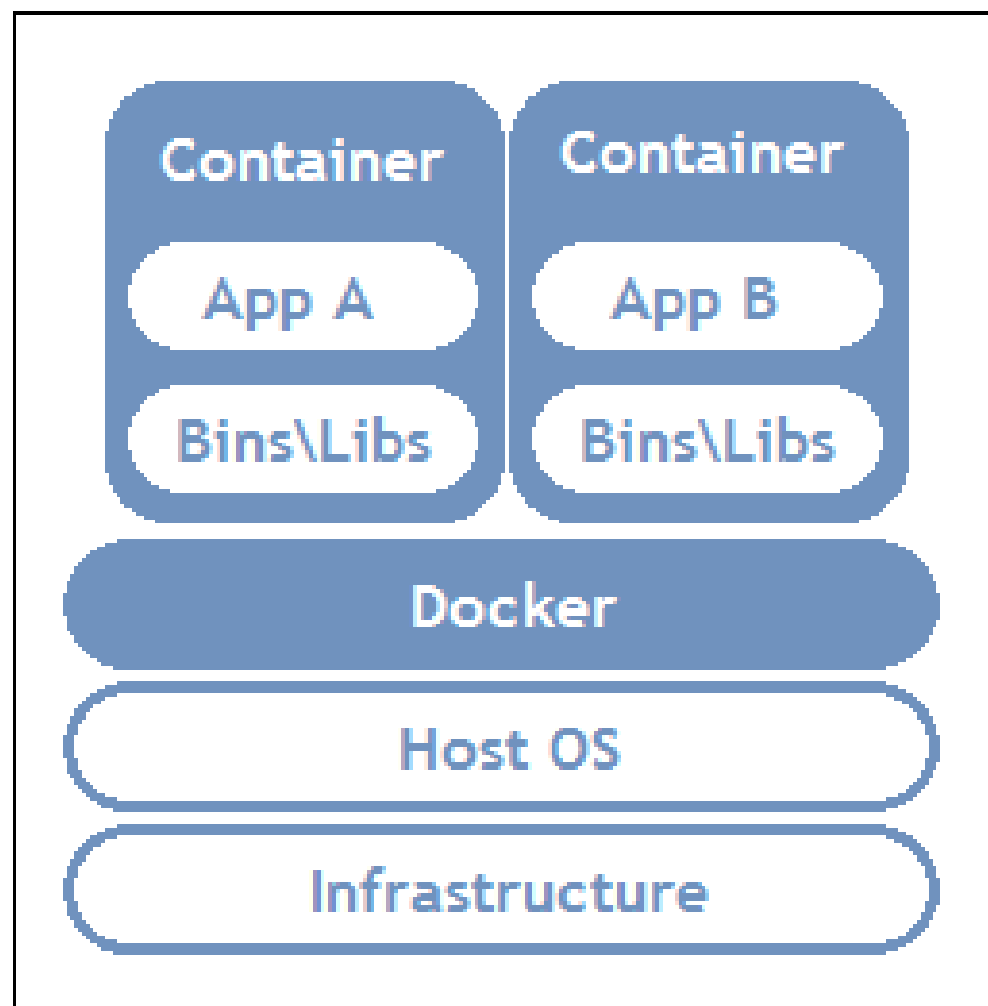 Container
App A
Bins\Libs
Container
App B
Bins\Libs
Docker
Host OS
Infrastructure